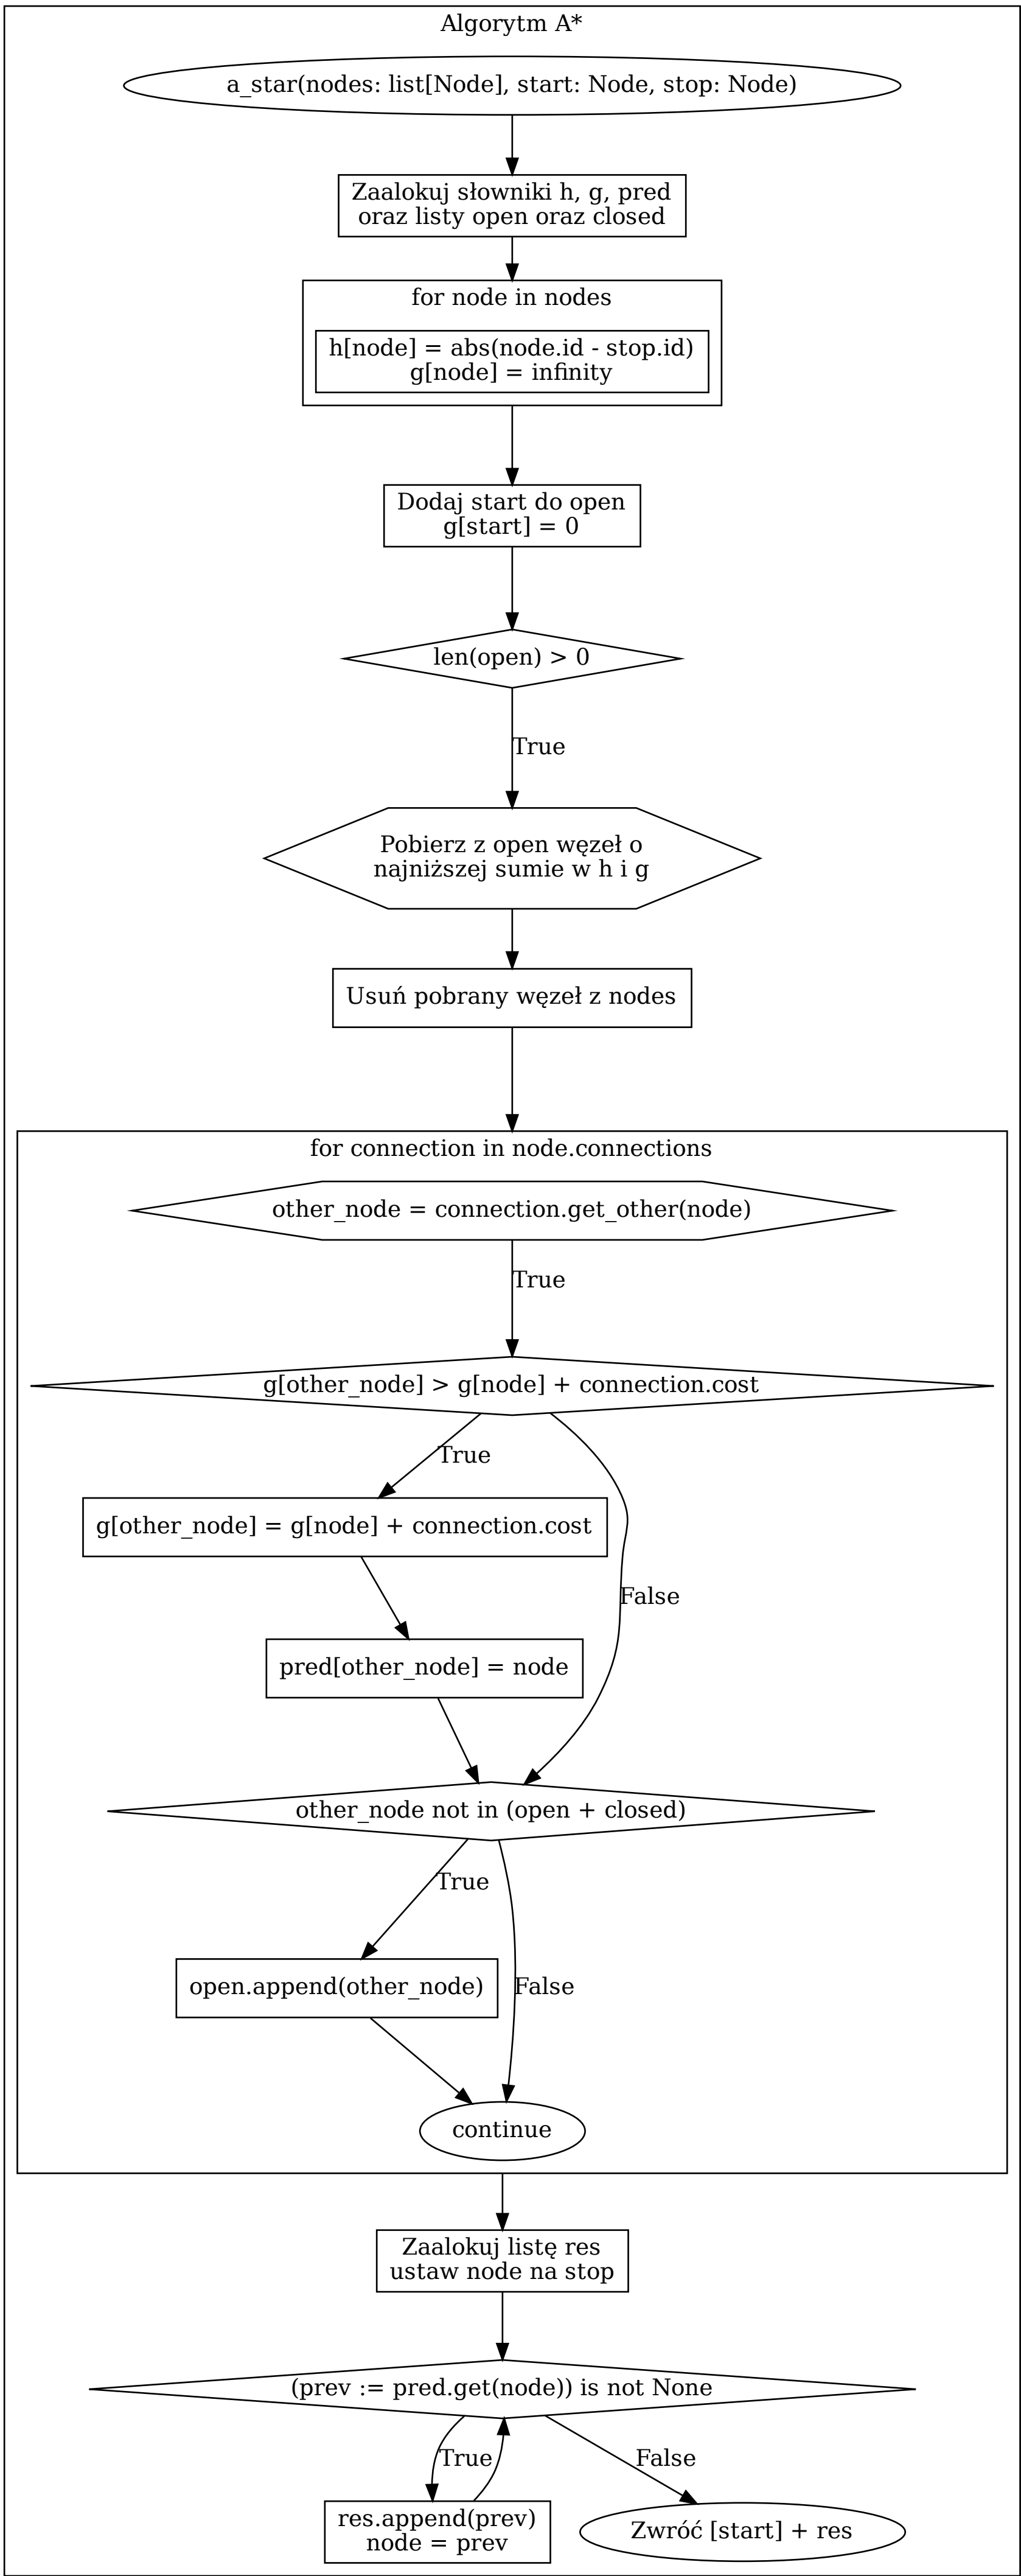 Algorytm A*
a_star(nodes: list[Node], start: Node, stop: Node)
Zaalokuj słowniki h, g, pred
oraz listy open oraz closed
for node in nodes
h[node] = abs(node.id - stop.id)
g[node] = infinity
Dodaj start do open
g[start] = 0
len(open) > 0
True
Pobierz z open węzeł o
najniższej sumie w h i g
Usuń pobrany węzeł z nodes
for connection in node.connections
other_node = connection.get_other(node)
True
g[other_node] > g[node] + connection.cost
True
g[other_node] = g[node] + connection.cost
False
pred[other_node] = node
other_node not in (open + closed)
True
open.append(other_node)
False
continue
Zaalokuj listę res
ustaw node na stop
(prev := pred.get(node)) is not None
True
False
res.append(prev)
node = prev
Zwróć [start] + res